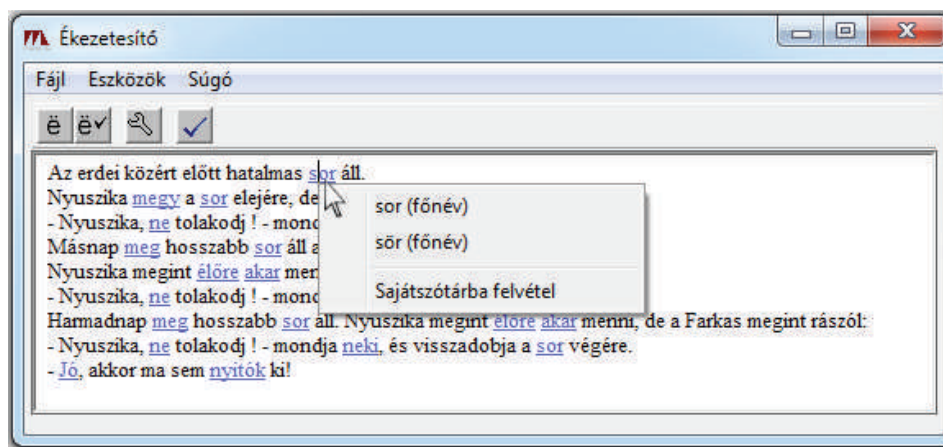 Ékezetesítő
Fájl Eszközök Súgó
ë ë
Az erdei közért előtt hatalmas sor áll.
Nyuszika megy a sor elejére, de
- Nyuszika, ne tolakodj ! - mond
Másnap meg hosszabb sor áll a
Nyuszika megint élőre akar men
- Nyuszika, ne tolakodj ! - mond
Harmadnap meg hosszabb sor áll. Nyuszika megint élőre akar menni, de a Farkas megint rászól:
- Nyuszika, ne tolakodj ! - mondja neki, és visszadobja a sor végére.
- Jó, akkor ma sem nyitók ki!
sor (főnév)
sör (főnév)
Sajátszótárba felvétel